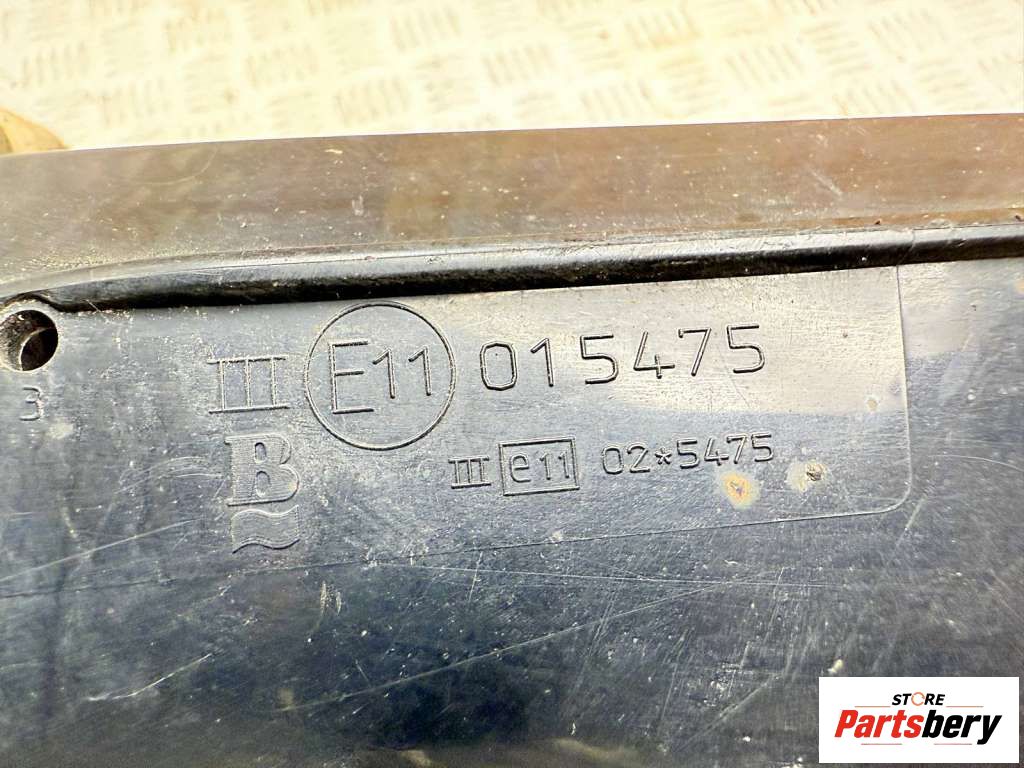 III E11 015475
B III e11 02*5475
3
STORE
Partsbery